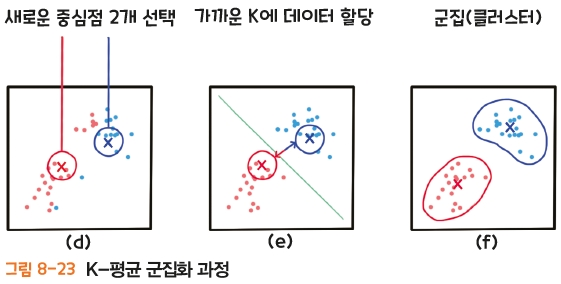 새로운 중심점 2개 선택
가까운 K에 데이터 할당
군집(클러스터)
X
X
X
X
X
X
(d)
(e)
(f)
그림 8-23 K-평균 군집화 과정